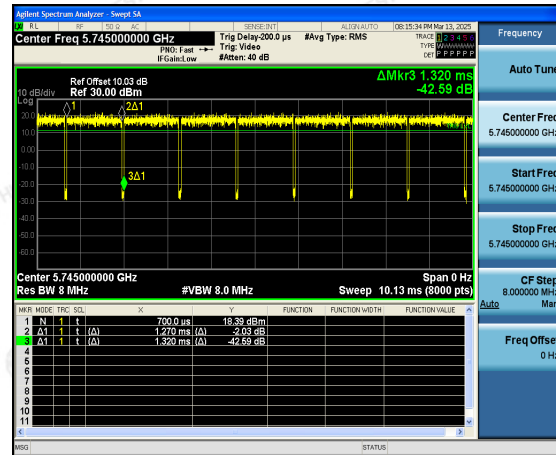 Agilent Spectrum Analyzer - Swept SA
RL RF 50 Ω AC SENSE:INT ALIGN AUTO 08:15:34 PM Mar 13, 2025
Center Freq 5.745000000 GHz
PNO: Fast
IFGain:Low
Trig Delay-200.0 µs
Trig: Video
#Atten: 40 dB
#Avg Type: RMS
TRACE 1 2 3 4 5 6
TYPE WWWWWW
DET P P P P P P
Frequency
Auto Tune
Center Freq
5.745000000 GHz
Start Freq
5.745000000 GHz
Stop Freq
5.745000000 GHz
CF Step
8.000000 MHz
Auto Man
Freq Offset
0 Hz
ΔMkr3 1.320 ms
-42.59 dB
Ref Offset 10.03 dB
10 dB/div Ref 30.00 dBm
Log
1
2Δ1
3Δ1
20.0
10.0
0.00
-10.0
-20.0
-30.0
-40.0
-50.0
-60.0
Center 5.745000000 GHz Span 0 Hz
Res BW 8 MHz #VBW 8.0 MHz Sweep 10.13 ms (8000 pts)
MKR MODE TRC SCL X Y FUNCTION FUNCTION WIDTH FUNCTION VALUE
1 N 1 t 700.0 µs 18.39 dBm
2 Δ1 1 t (Δ) 1.270 ms (Δ) -2.03 dB
3 Δ1 1 t (Δ) 1.320 ms (Δ) -42.59 dB
4
5
6
7
8
9
10
11
MSG STATUS